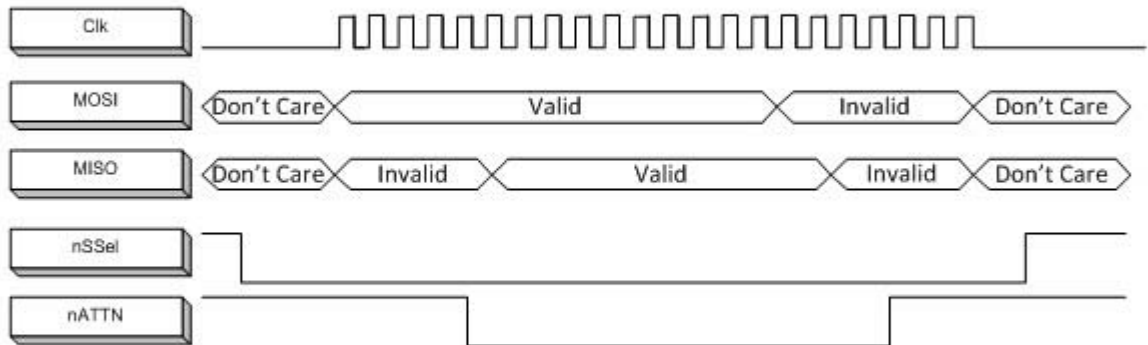 Clk
MOSI
Don't Care Valid Invalid Don't Care
MISO
Don't Care Invalid Valid Invalid Don't Care
nSSel
nATTN